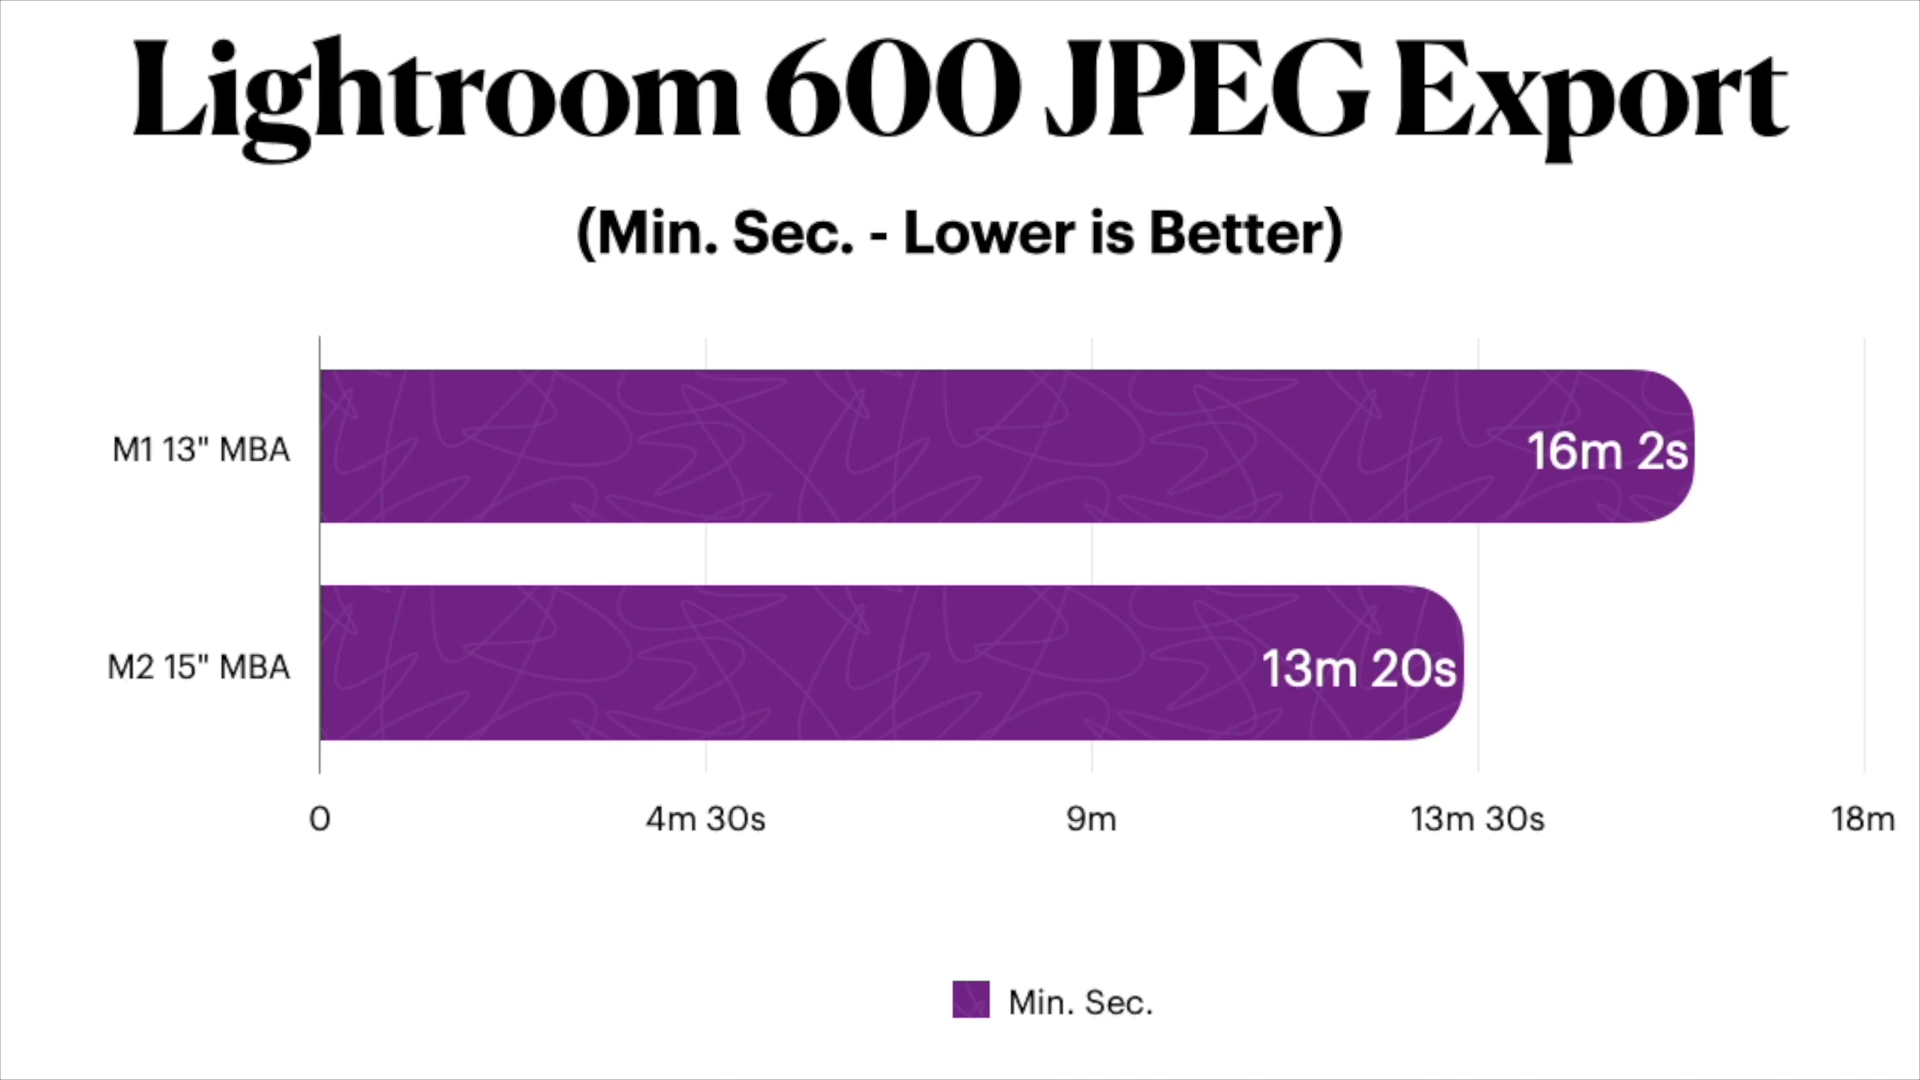 Lightroom 600 JPEG Export
(Min. Sec. - Lower is Better)
M1 13" MBA
16m 2s
M2 15" MBA
13m 20s
0 4m 30s 9m 13m 30s 18m
Min. Sec.